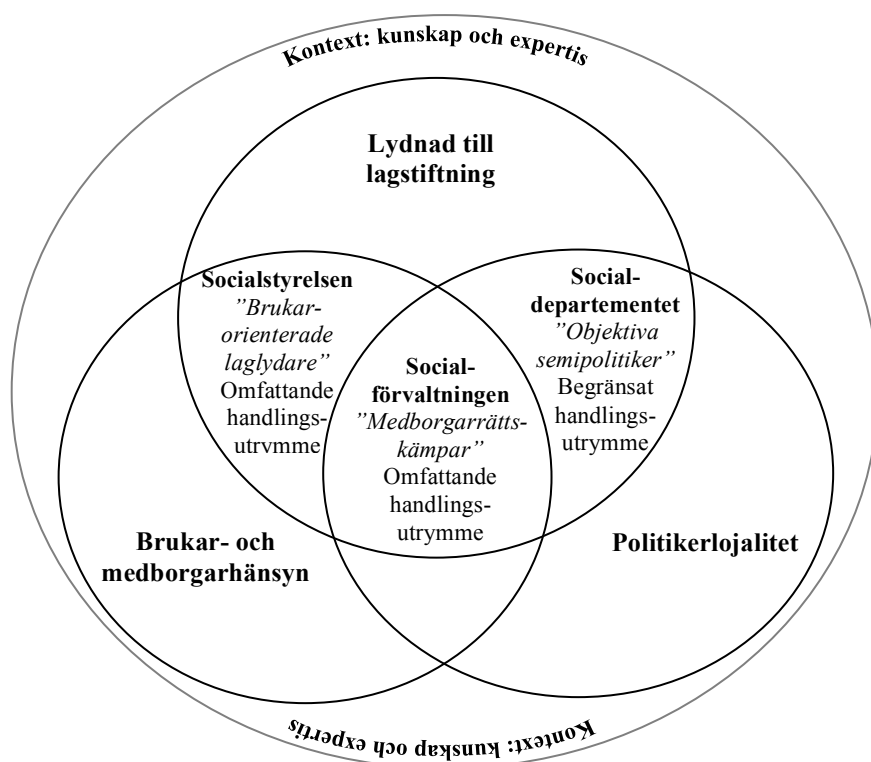 Kontext: kunskap och expertis
Lydnad till
lagstiftning
Socialstyrelsen
”Brukar-
orienterade
laglydare”
Omfattande
handlings-
utrymme
Social-
departementet
”Objektiva
semipolitiker”
Begränsat
handlings-
utrymme
Social-
förvaltningen
”Medborgarrätts-
kämpar”
Omfattande
handlings-
utrymme
Brukar- och
medborgarhänsyn
Politikerlojalitet
Kontext: kunskap och expertis